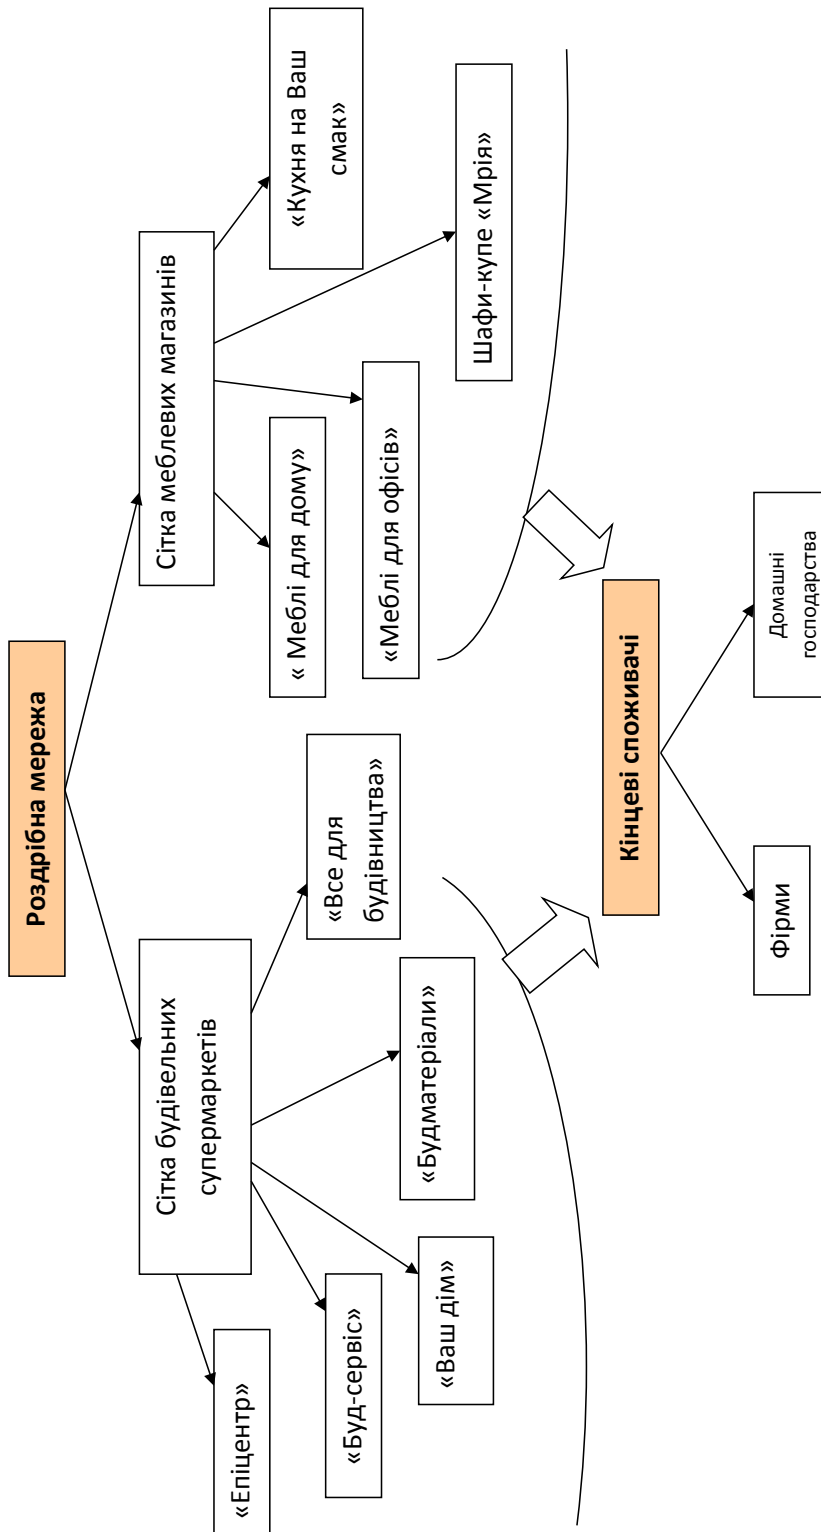 Роздрібна мережа
Сітка будівельних
супермаркетів
Сітка меблевих магазинів
«Епіцентр»
«Буд-сервіс»
«Ваш дім»
«Будматеріали»
«Все для
будівництва»
« Меблі для дому»
«Меблі для офісів»
Шафи-купе «Мрія»
«Кухня на Ваш
смак»
Кінцеві споживачі
Фірми
Домашні
господарства